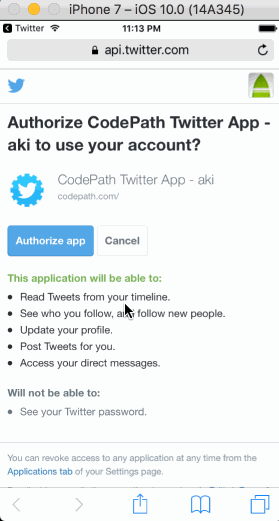 iPhone 7 – iOS 10.0 (14A345)
Twitter 11:13 PM
api.twitter.com
Authorize CodePath Twitter App -
aki to use your account?
CodePath Twitter App - aki
codepath.com/
Authorize app Cancel
This application will be able to:
• Read Tweets from your timeline.
• See who you follow, and follow new people.
• Update your profile.
• Post Tweets for you.
• Access your direct messages.
Will not be able to:
• See your Twitter password.
You can revoke access to any application at any time from the
Applications tab of your Settings page.